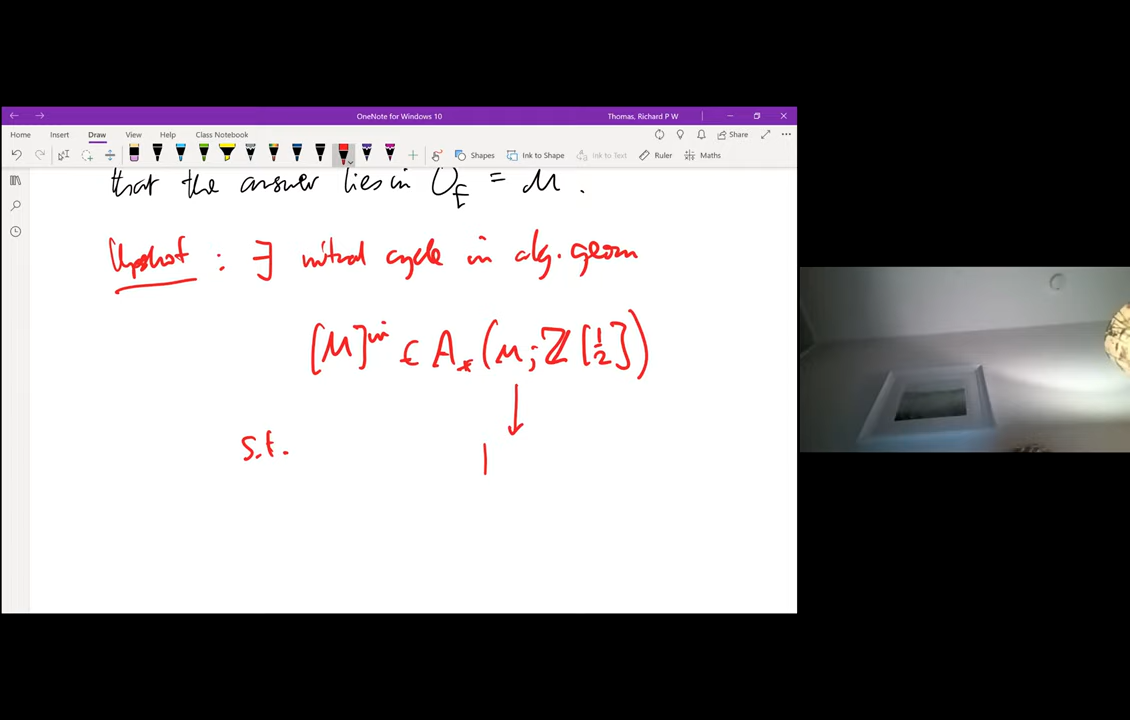 OneNote for Windows 10
Thomas, Richard P W
Home Insert Draw View Help Class Notebook
Share
Shapes Ink to Shape Ink to Text Ruler Maths
that the answer lies in O_E = M.
Upshot : ∃ virtual cycle in alg. geom
[M]^vir ∈ A_* (M; ℤ[1/2])
↓
s.t.